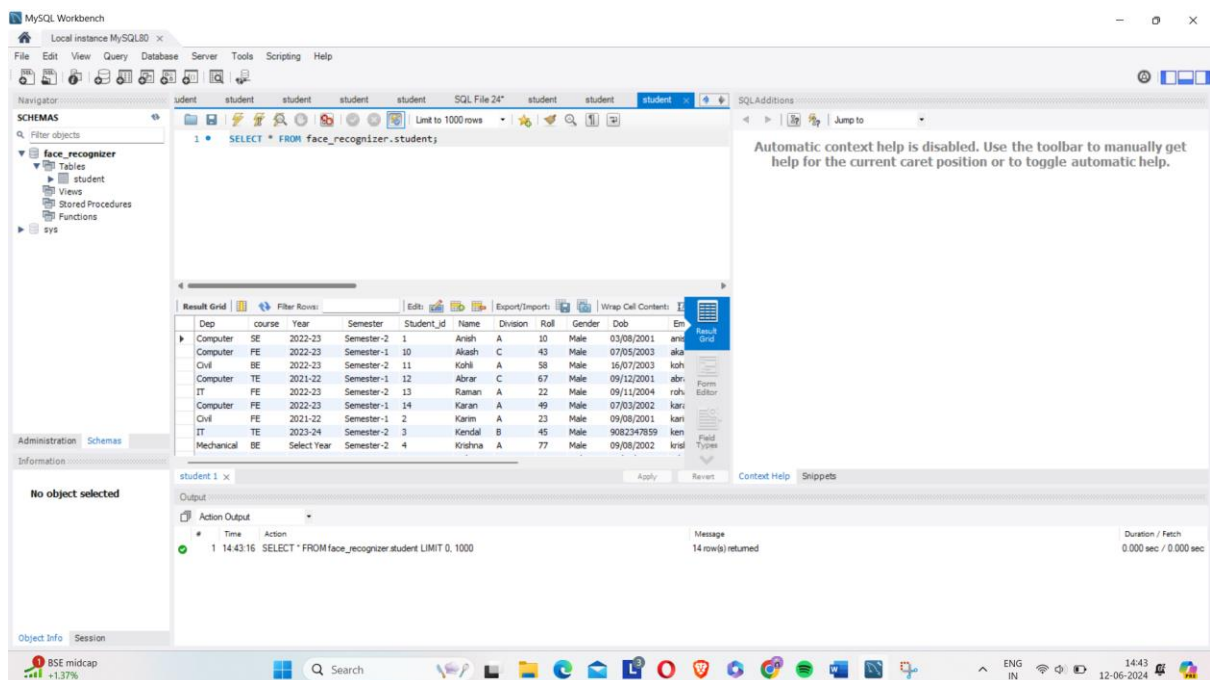 MySQL Workbench
Local instance MySQL80
File Edit View Query Database Server Tools Scripting Help
Navigator
SCHEMAS
Filter objects
face_recognizer
Tables
student
Views
Stored Procedures
Functions
sys
Administration Schemas
Information
No object selected
Object Info Session
udent student student student student SQL File 24* student student student
Limit to 1000 rows
1 SELECT * FROM face_recognizer.student;
Result Grid Filter Rows: Edit: Export/Import: Wrap Cell Content:
Dep course Year Semester Student_id Name Division Roll Gender Dob Em
Computer SE 2022-23 Semester-2 1 Anish A 10 Male 03/08/2001 anis
Computer FE 2022-23 Semester-1 10 Akash C 43 Male 07/05/2003 aka
Civil BE 2022-23 Semester-2 11 Kohli A 58 Male 16/07/2003 koh
Computer TE 2021-22 Semester-1 12 Abrar C 67 Male 09/12/2001 abr
IT FE 2022-23 Semester-2 13 Raman A 22 Male 09/11/2004 roh
Computer FE 2022-23 Semester-1 14 Karan A 49 Male 07/03/2002 kara
Civil FE 2021-22 Semester-1 2 Karim A 23 Male 09/08/2001 kari
IT TE 2023-24 Semester-2 3 Kendal B 45 Male 9082347859 ken
Mechanical BE Select Year Semester-2 4 Krishna A 77 Male 09/08/2002 krisl
Result Grid
Form Editor
Field Types
student 1 Apply Revert
Output
Action Output
# Time Action Message Duration / Fetch
1 14:43:16 SELECT * FROM face_recognizer.student LIMIT 0, 1000 14 row(s) returned 0.000 sec / 0.000 sec
SQLAdditions
Jump to
Automatic context help is disabled. Use the toolbar to manually get
help for the current caret position or to toggle automatic help.
Context Help Snippets
BSE midcap
+1.37%
Search
ENG
IN
14:43
12-06-2024